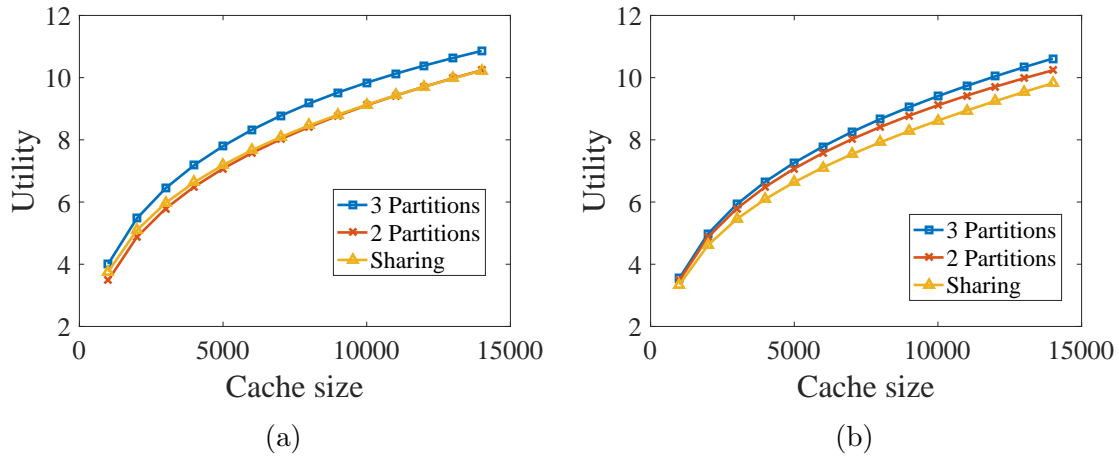 12
10
8
6
4
2
Utility
0
5000
10000
15000
Cache size
3 Partitions
2 Partitions
Sharing
(a)
12
10
8
6
4
2
Utility
0
5000
10000
15000
Cache size
3 Partitions
2 Partitions
Sharing
(b)